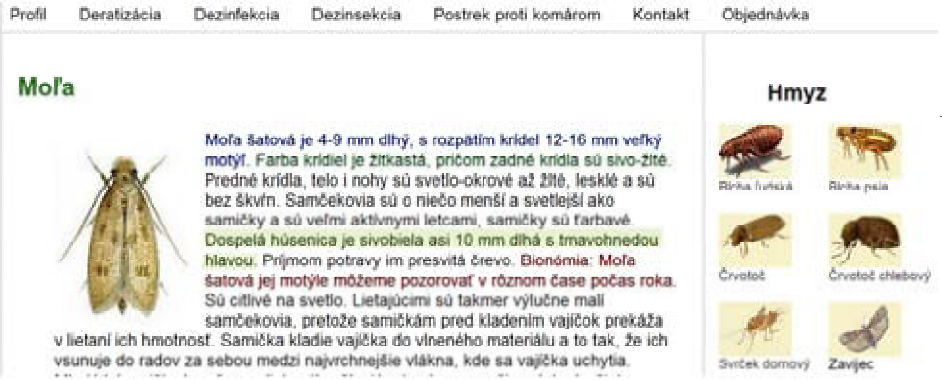 Profil Deratizácia Dezinfekcia Dezinsekcia Postrek proti komárom Kontakt Objednávka
Moľa
Moľa šatová je 4-9 mm dlhý, s rozpätím krídel 12-16 mm veľký
motýľ. Farba krídiel je žltkastá, pričom zadné krídla sú sivo-žlté.
Predné krídla, telo i nohy sú svetlo-okrové až žlté, lesklé a sú
bez škvŕn. Samčekovia sú o niečo menší a svetlejší ako
samičky a sú veľmi aktívnymi letcami, samičky sú farbavé.
Dospelá húsenica je sivobiela asi 10 mm dlhá s tmavohnedou
hlavou. Príjmom potravy im presvitá črevo. Bionómia: Moľa
šatová jej motýle môžeme pozorovať v rôznom čase počas roka.
Sú citlivé na svetlo. Lietajúcimi sú takmer výlučne malí
samčekovia, pretože samičkám pred kladením vajíčok prekáža
v lietaní ich hmotnosť. Samička kladie vajíčka do vlneného materiálu a to tak, že ich
vsunuje do radov za sebou medzi najvrchnejšie vlákna, kde sa vajíčka uchytia.
Hmyz
Blcha ľudská Blcha psia
Črvotoč Črvotoč chlebový
Svrček domový Zavíjec